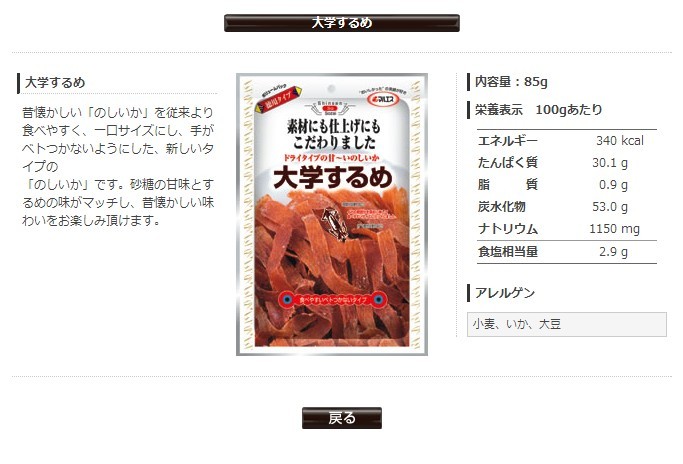 大学するめ
大学するめ
昔懐かしい「のしいか」を従来より
食べやすく、一口サイズにし、手が
ベトつかないようにした、新しいタ
イプの
「のしいか」です。砂糖の甘味とす
るめの味がマッチし、昔懐かしい味
わいをお楽しみ頂けます。
徳用タイプ
マルエス
素材にも仕上げにも
こだわりました
ドライタイプの甘〜いのしいか
大学するめ
食べやすいベトつかないタイプ
内容量：85g
栄養表示 100gあたり
エネルギー 340 kcal
たんぱく質 30.1 g
脂 質 0.9 g
炭水化物 53.0 g
ナトリウム 1150 mg
食塩相当量 2.9 g
アレルゲン
小麦、いか、大豆
戻る